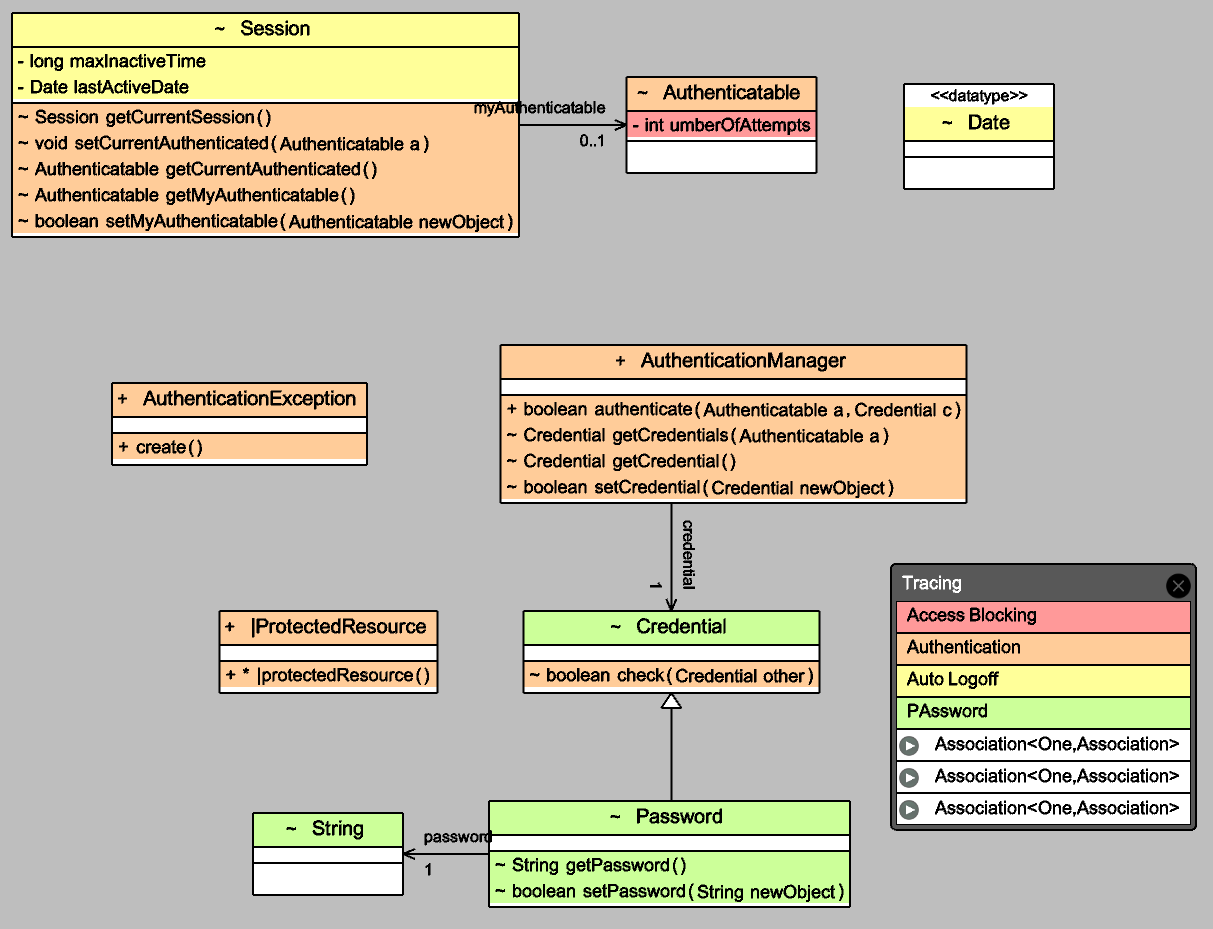 ~ Session
- long maxInactiveTime
- Date lastActiveDate
~ Session getCurrentSession()
~ void setCurrentAuthenticated(Authenticatable a)
~ Authenticatable getCurrentAuthenticated()
~ Authenticatable getMyAuthenticatable()
~ boolean setMyAuthenticatable(Authenticatable newObject)
myAuthenticatable
0..1
~ Authenticatable
- int umberOfAttempts
<<datatype>>
~ Date
+ AuthenticationException
+ create()
+ AuthenticationManager
+ boolean authenticate(Authenticatable a, Credential c)
~ Credential getCredentials(Authenticatable a)
~ Credential getCredential()
~ boolean setCredential(Credential newObject)
credential
1
+ |ProtectedResource
+ * |protectedResource()
~ Credential
~ boolean check(Credential other)
~ String
password
1
~ Password
~ String getPassword()
~ boolean setPassword(String newObject)
Tracing
Access Blocking
Authentication
Auto Logoff
PAssword
Association<One,Association>
Association<One,Association>
Association<One,Association>